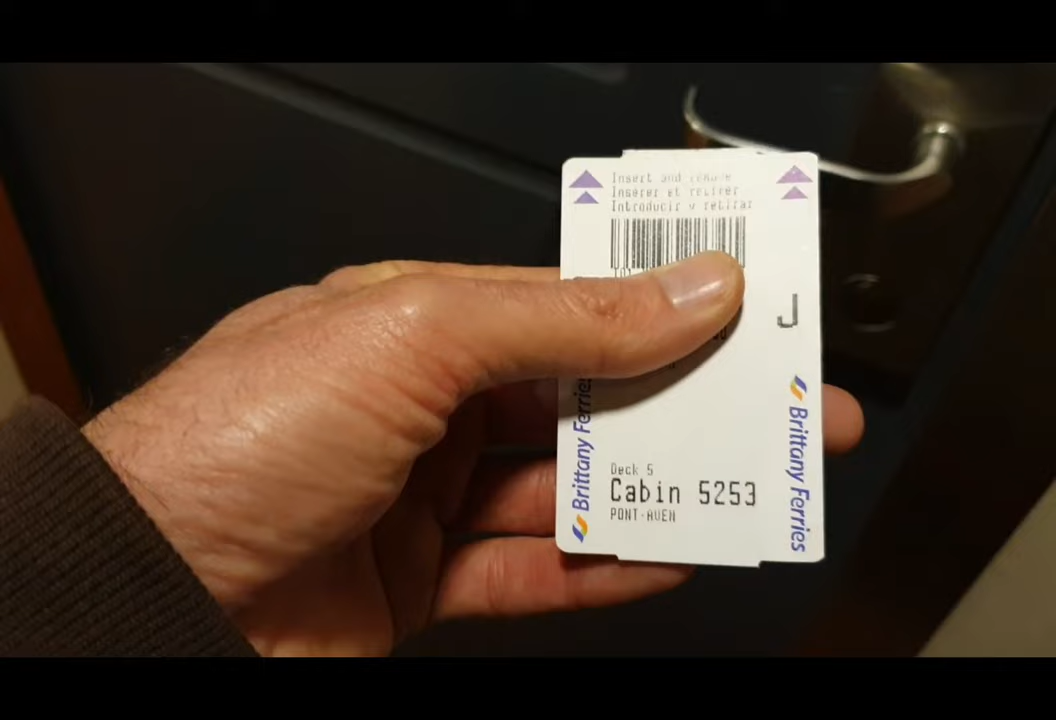 Insert and remove
Insérer et retirer
Introducir y retirar
J
Brittany Ferries
Brittany Ferries
Deck 5
Cabin 5253
PONT-AVEN